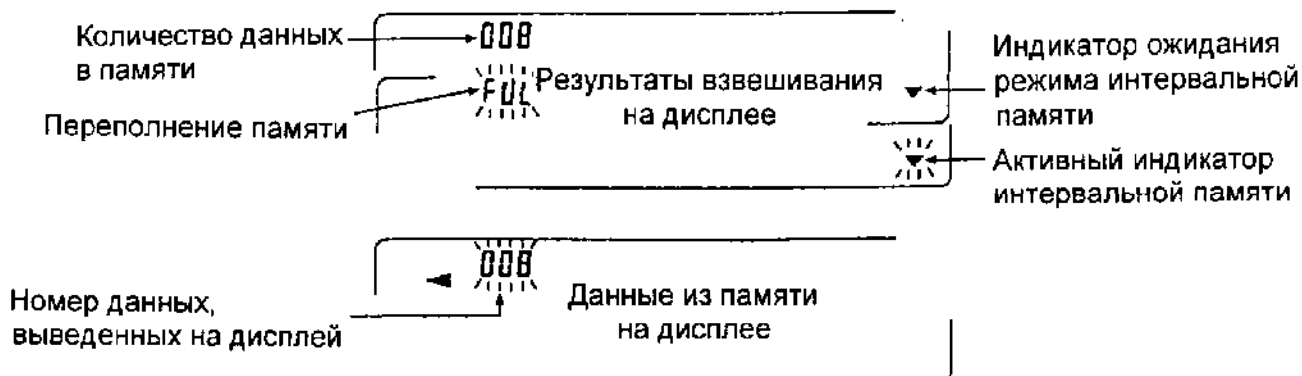 Количество данных
в памяти
008
FUL
Переполнение памяти
Результаты взвешивания
на дисплее
Индикатор ожидания
режима интервальной
памяти
Активный индикатор
интервальной памяти
008
Номер данных,
выведенных на дисплей
Данные из памяти
на дисплее